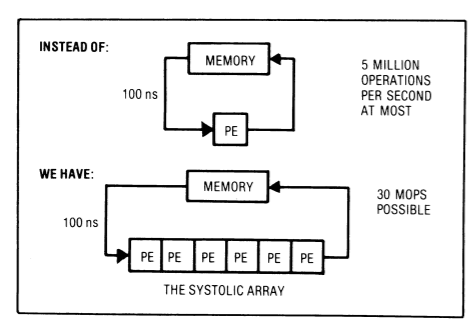 INSTEAD OF:
MEMORY
5 MILLION
OPERATIONS
PER SECOND
AT MOST
100 ns
PE
WE HAVE:
MEMORY
30 MOPS
POSSIBLE
100 ns
PE PE PE PE PE PE
THE SYSTOLIC ARRAY